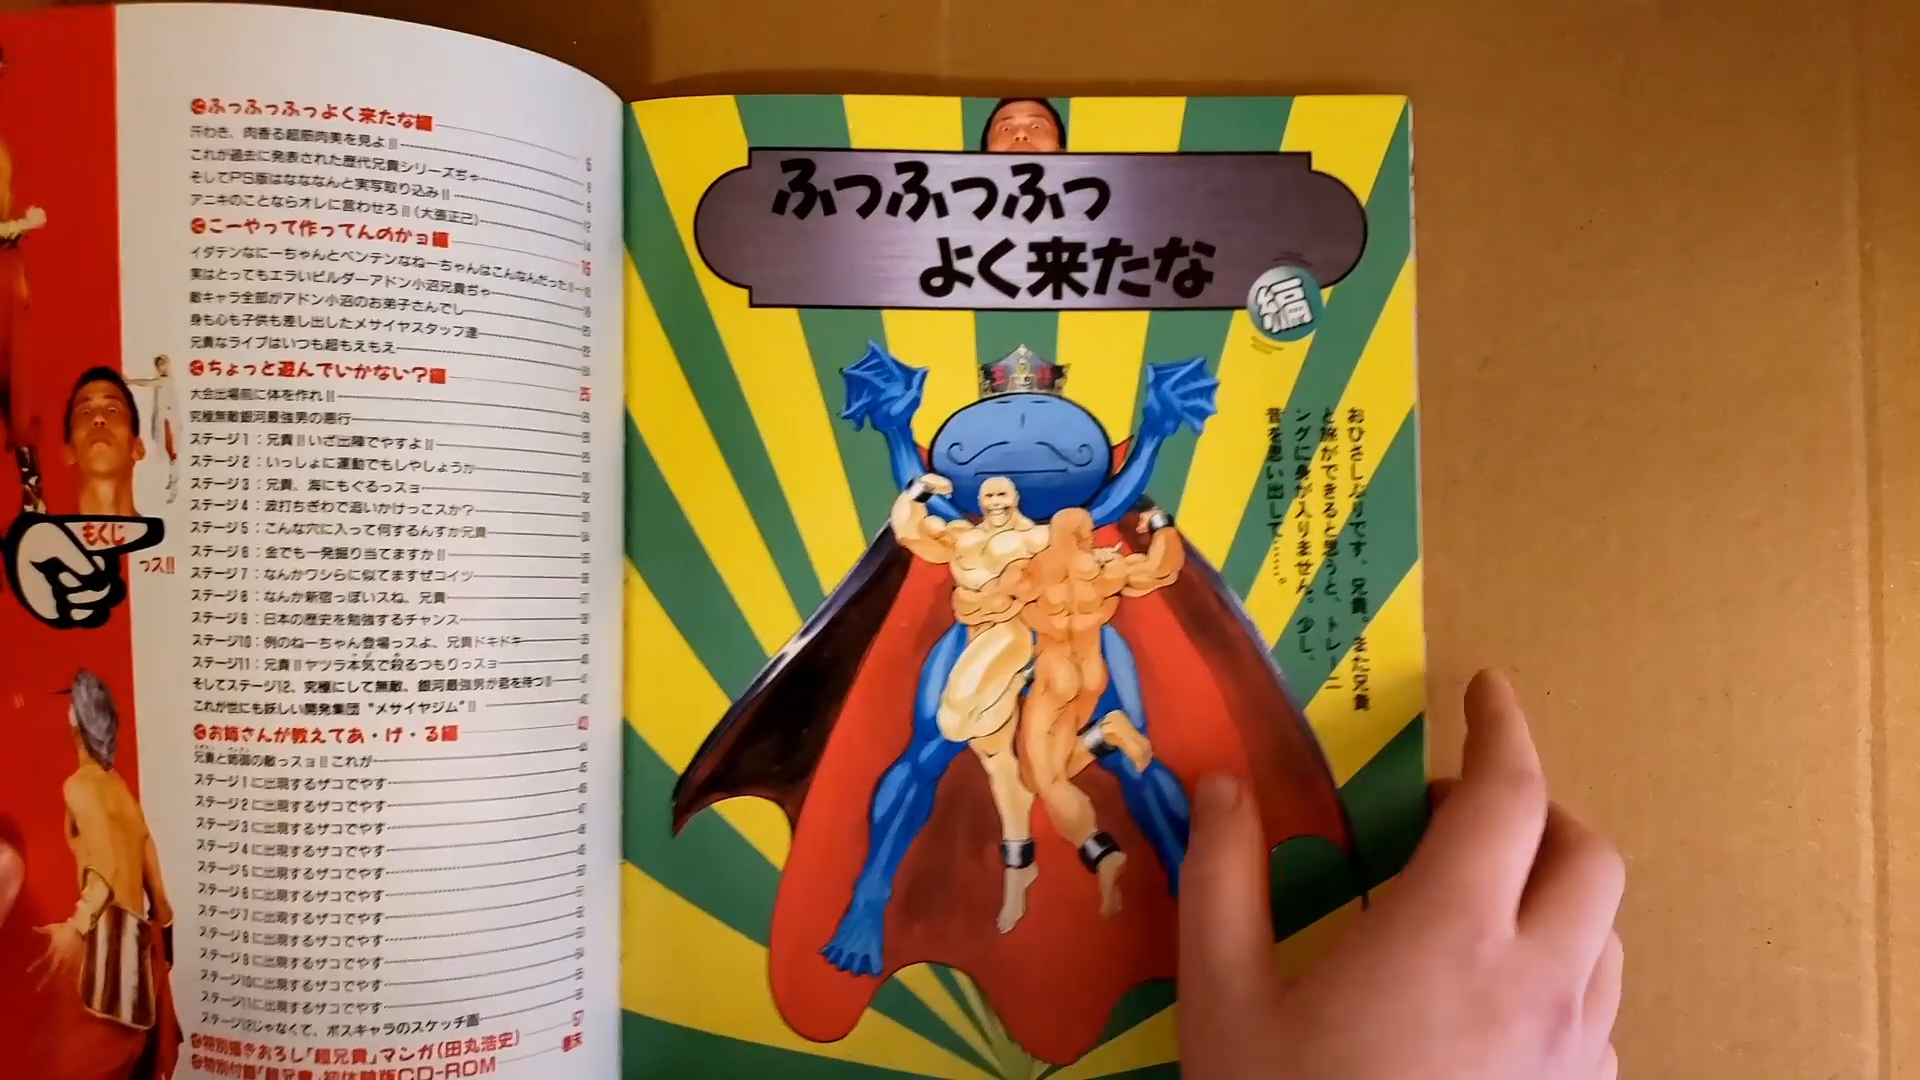 もくじ
っス!!
ふっふっふっよく来たな編
汗わき、肉香る超筋肉美を見よ!!
これが過去に発表された歴代兄貴シリーズちゃ
そしてPS版はなななんと実写取り込み!!
アニキのことならオレに言わせろ!!(大張正己)
こーやって作ってんのかョ編
イダテンなにーちゃんとベンテンなねーちゃんはこんなんだった!!
実はとってもエラいビルダーアドン小沼兄貴ぢゃ
敵キャラ全部がアドン小沼のお弟子さんでし
身も心も子供も差し出したメサイヤスタッフ達
兄貴なライブはいつも超もえもえ
ちょっと遊んでいかない?編
大会出場前に体を作れ!!
究極無敵銀河最強男の悪行
ステージ1:兄貴!!いざ出陣でやすよ!!
ステージ2:いっしょに運動でもしやしょうか
ステージ3:兄貴、海にもぐるっスョ
ステージ4:波打ちぎわで追いかけっこスか?
ステージ5:こんな穴に入って何するんすか兄貴
ステージ6:金でも一発掘り当てますか!!
ステージ7:なんかワシらに似てますぜコイツ
ステージ8:なんか新宿っぽいスね、兄貴
ステージ9:日本の歴史を勉強するチャンス
ステージ10:例のねーちゃん登場っスよ、兄貴ドキドキ
ステージ11:兄貴!!ヤツラ本気で殺るつもりっスョ
そしてステージ12、究極にして無敵、銀河最強男が君を待つ!!
これが世にも妖しい開発集団“メサイヤジム”!!
お姉さんが教えてあ・げ・る編
兄貴と姉御の敵っスョ!!これが
ステージ1に出現するザコでやす
ステージ2に出現するザコでやす
ステージ3に出現するザコでやす
ステージ4に出現するザコでやす
ステージ5に出現するザコでやす
ステージ6に出現するザコでやす
ステージ7に出現するザコでやす
ステージ8に出現するザコでやす
ステージ9に出現するザコでやす
ステージ10に出現するザコでやす
ステージ11に出現するザコでやす
ステージ12じゃなくて、ボスキャラのスケッチ画
特別描きおろし「超兄貴」マンガ(田丸浩史)
特別付録「超兄貴」初体験版CD-ROM
ふっふっふっ
よく来たな
編
おひさしぶりです、兄貴。また兄貴
と旅ができると思うと、トレーニ
ングに身が入りません。少し、
昔を思い出して……。